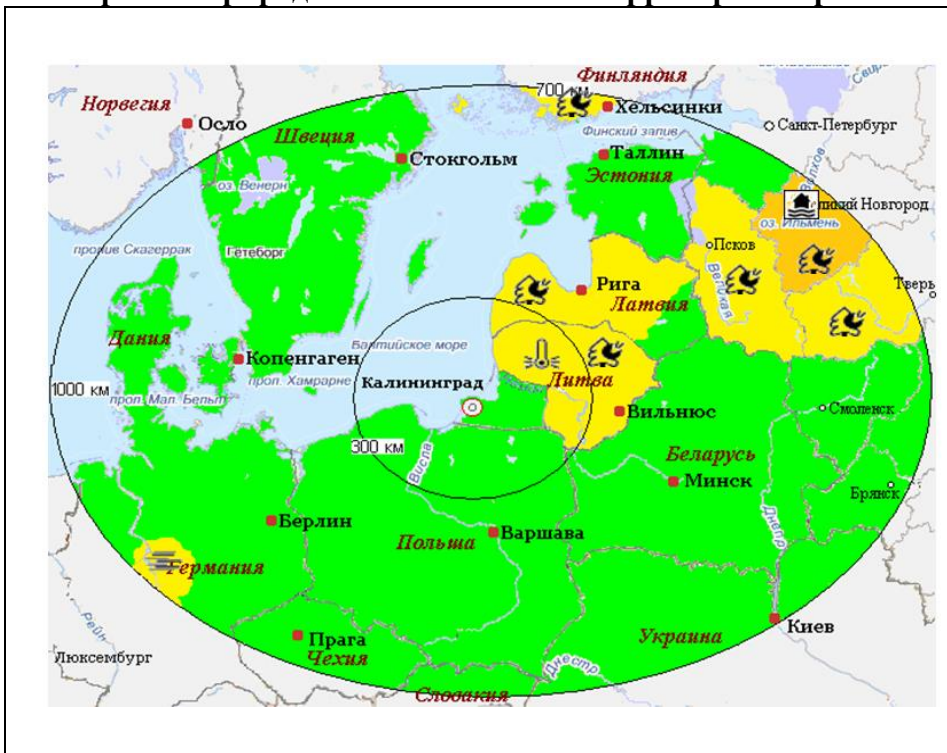 Финляндия
700 км
Норвегия
Хельсинки
Свирь
Осло
Финский залив
Санкт-Петербург
Швеция
Таллин
Волхов
Стокгольм
Эстония
оз. Венерн
еликий Новгород
оз. Ильмень
пролив Скагеррак
Гетеборг
Псков
Великая
Тверь
Рига
Латвия
Дания
Балтийское море
Копенгаген
Литва
1000 км
прол. Хамрарне
Калининград
прол. Мал. Бельт
Вильнюс
Смоленск
300 км
Висла
Беларусь
Минск
Брянск
Берлин
Днепр
Польша
Варшава
Германия
Рейн
Прага
Украина
Киев
Люксембург
Чехия
Днестр
Словакия